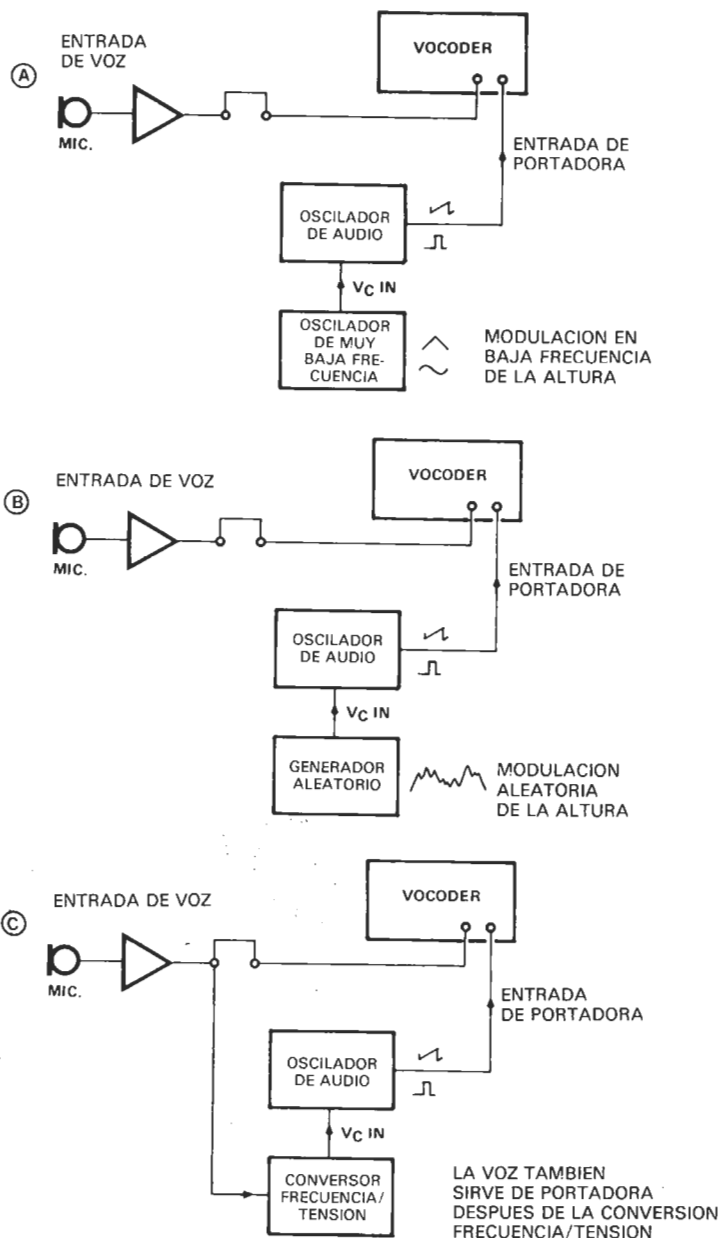 ENTRADA
DE VOZ
VOCODER
A
MIC.
ENTRADA DE
PORTADORA
OSCILADOR
DE AUDIO
VC IN
OSCILADOR
DE MUY
BAJA FRE-
CUENCIA
MODULACION EN
BAJA FRECUENCIA
DE LA ALTURA
VOCODER
ENTRADA DE VOZ
B
MIC.
ENTRADA DE
PORTADORA
OSCILADOR
DE AUDIO
VC IN
GENERADOR
ALEATORIO
MODULACION
ALEATORIA
DE LA ALTURA
VOCODER
ENTRADA DE VOZ
C
MIC.
ENTRADA
DE PORTADORA
OSCILADOR
DE AUDIO
VC IN
CONVERSOR
FRECUENCIA/
TENSION
LA VOZ TAMBIEN
SIRVE DE PORTADORA
DESPUES DE LA CONVERSION
FRECUENCIA/TENSION